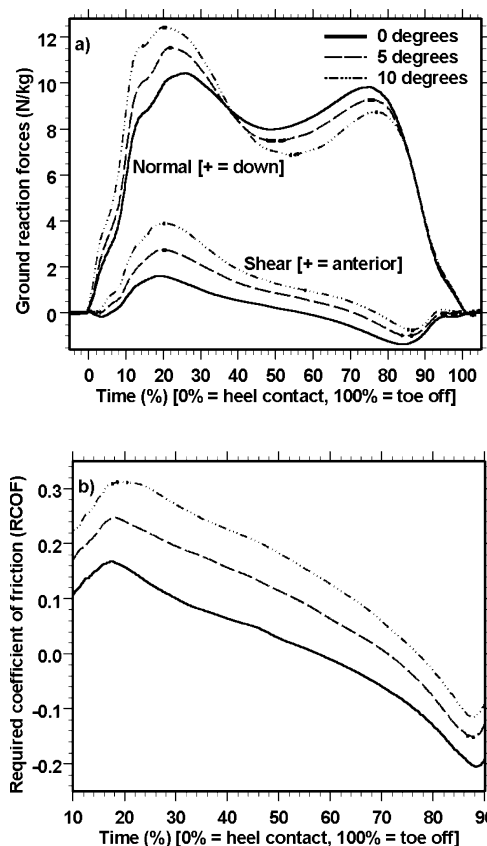 a)
0 degrees
5 degrees
10 degrees
Ground reaction forces (N/kg)
12
10
8
6
4
2
0
Normal [+ = down]
Shear [+ = anterior]
0 10 20 30 40 50 60 70 80 90 100
Time (%) [0% = heel contact, 100% = toe off]
b)
Required coefficient of friction (RCOF)
0.3
0.2
0.1
0.0
-0.1
-0.2
10 20 30 40 50 60 70 80 90
Time (%) [0% = heel contact, 100% = toe off]